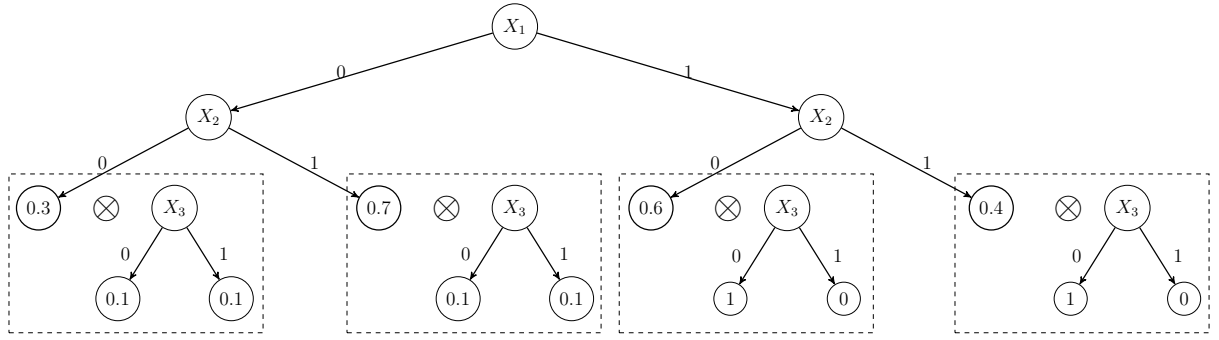 X₁
0 1
X₂ X₂
0 1 0 1
0.3 ⊗ X₃ 0.7 ⊗ X₃ 0.6 ⊗ X₃ 0.4 ⊗ X₃
0 1 0 1 0 1 0 1
0.1 0.1 0.1 0.1 1 0 1 0